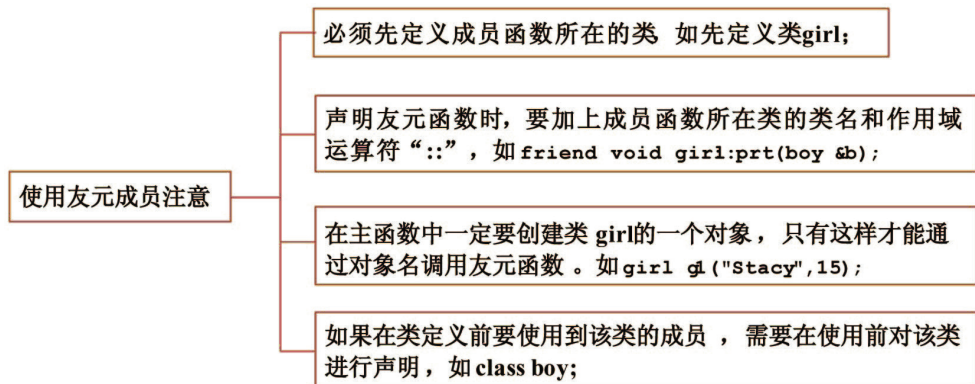 必须先定义成员函数所在的类, 如先定义类girl;
声明友元函数时，要加上成员函数所在类的类名和作用域
运算符“::”，如friend void girl:prt(boy &b);
使用友元成员注意
在主函数中一定要创建类 girl的一个对象，只有这样才能通
过对象名调用友元函数 。如girl g1("Stacy",15);
如果在类定义前要使用到该类的成员 ，需要在使用前对该类
进行声明，如class boy;